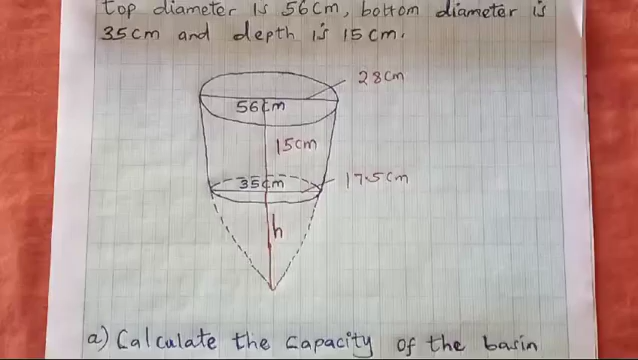 top diameter is 56cm, bottom diameter is
35cm and depth is 15cm.
28cm
56cm
15cm
35cm
17.5cm
h
a) Calculate the Capacity of the basin